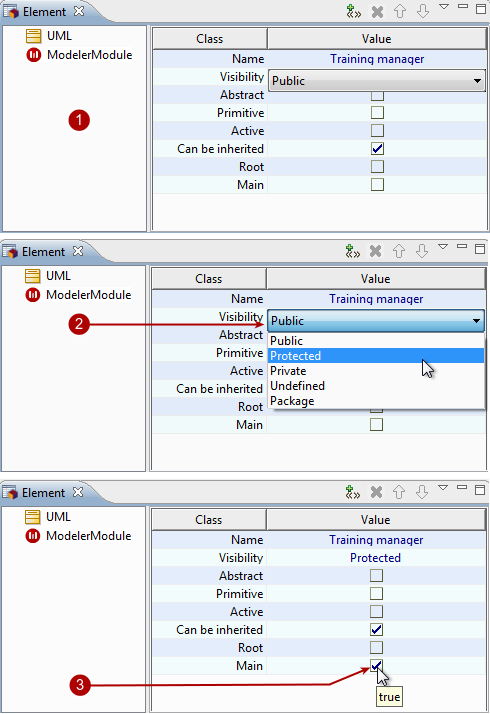 Element
UML
ModelerModule
1
Class Value
Name Training manager
Visibility Public
Abstract
Primitive
Active
Can be inherited
Root
Main
Element
UML
ModelerModule
2
Class Value
Name Training manager
Visibility Public
Abstract Public
Primitive Protected
Active Private
Can be inherited Undefined
Root Package
Main
Element
UML
ModelerModule
3
Class Value
Name Training manager
Visibility Protected
Abstract
Primitive
Active
Can be inherited
Root
Main
true